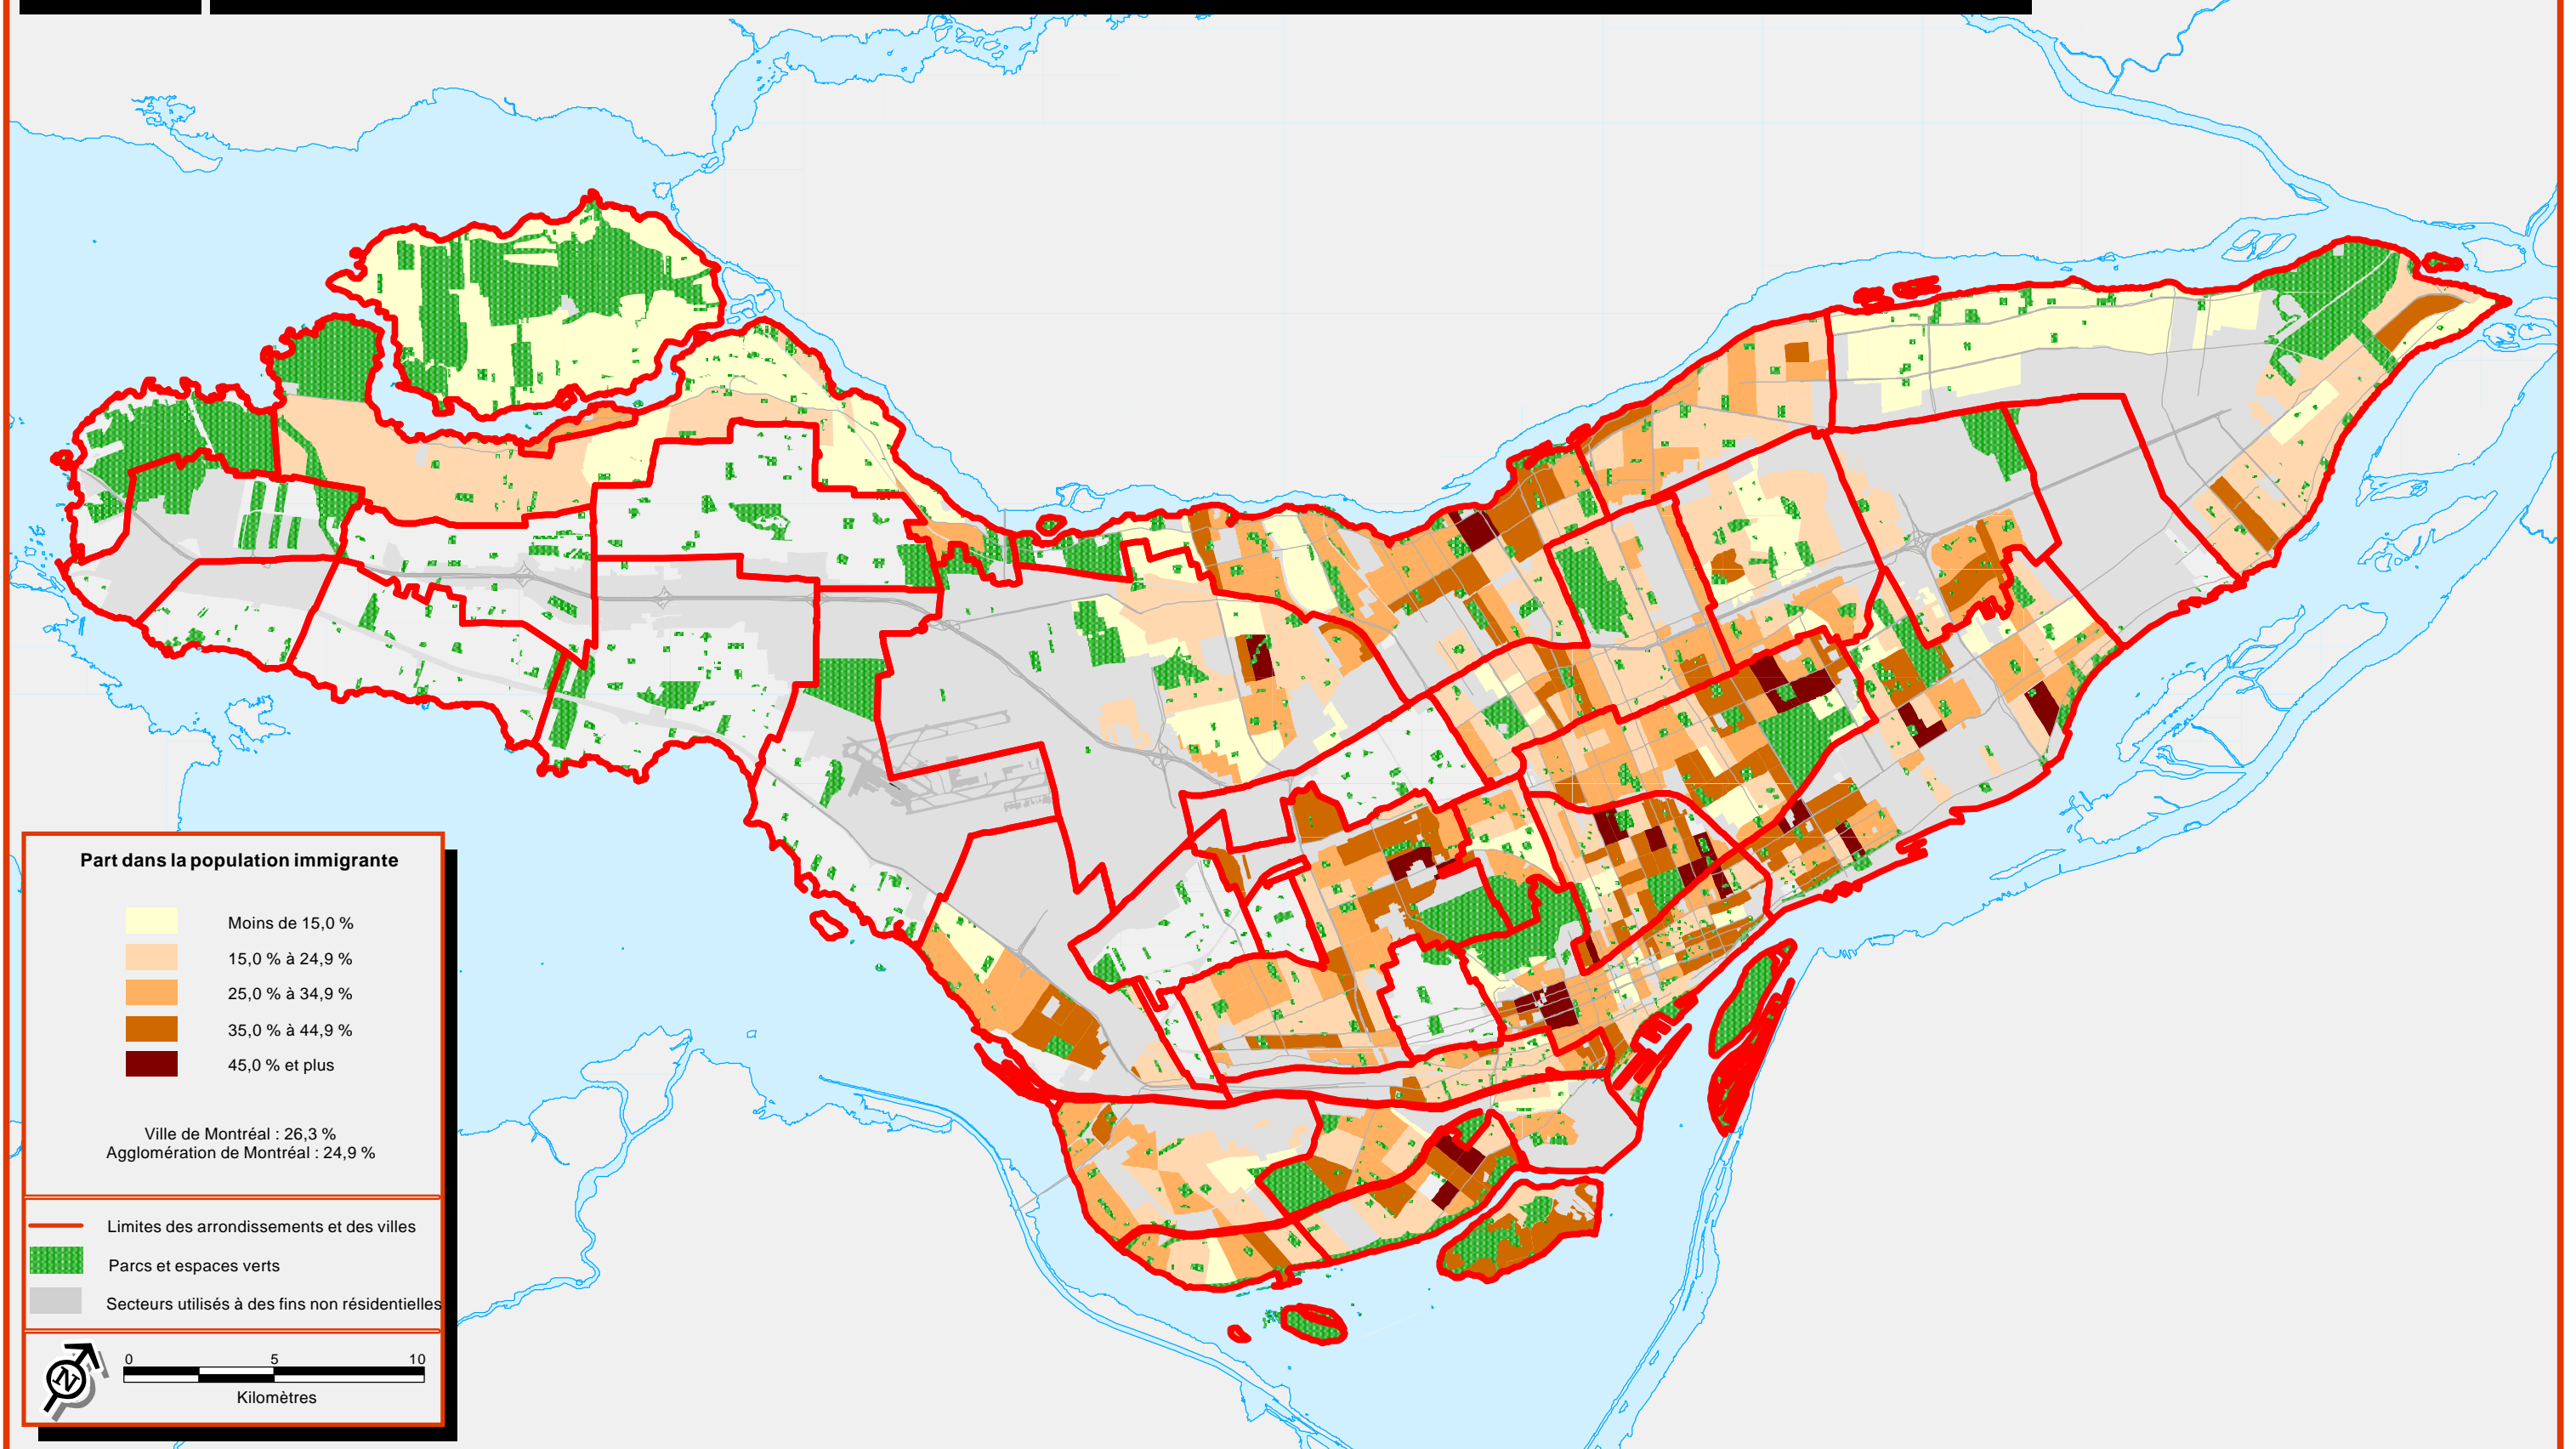 Part dans la population immigrante
Moins de 15,0 %
15,0 % à 24,9 %
25,0 % à 34,9 %
35,0 % à 44,9 %
45,0 % et plus
Ville de Montréal : 26,3 %
Agglomération de Montréal : 24,9 %
Limites des arrondissements et des villes
Parcs et espaces verts
Secteurs utilisés à des fins non résidentielles
N
0 5 10
Kilomètres